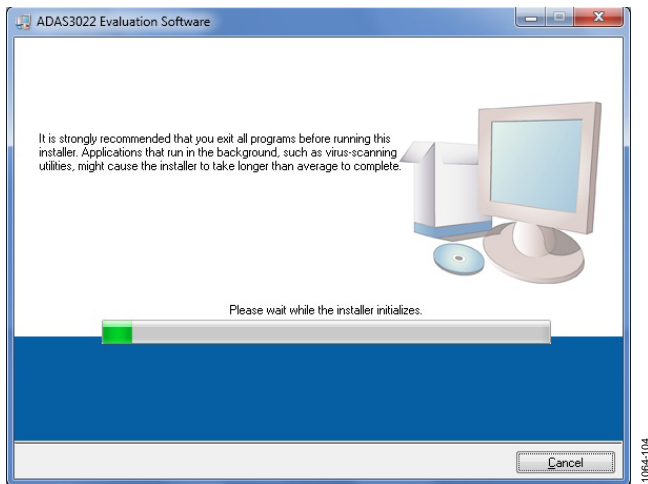 ADAS3022 Evaluation Software
It is strongly recommended that you exit all programs before running this
installer. Applications that run in the background, such as virus-scanning
utilities, might cause the installer to take longer than average to complete.
Please wait while the installer initializes.
Cancel
1064-104